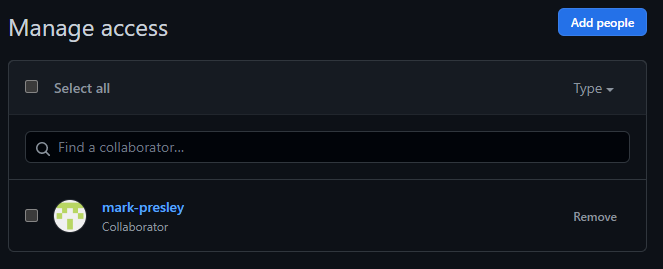 Manage access
Add people
Select all
Type
Find a collaborator...
mark-presley
Collaborator
Remove